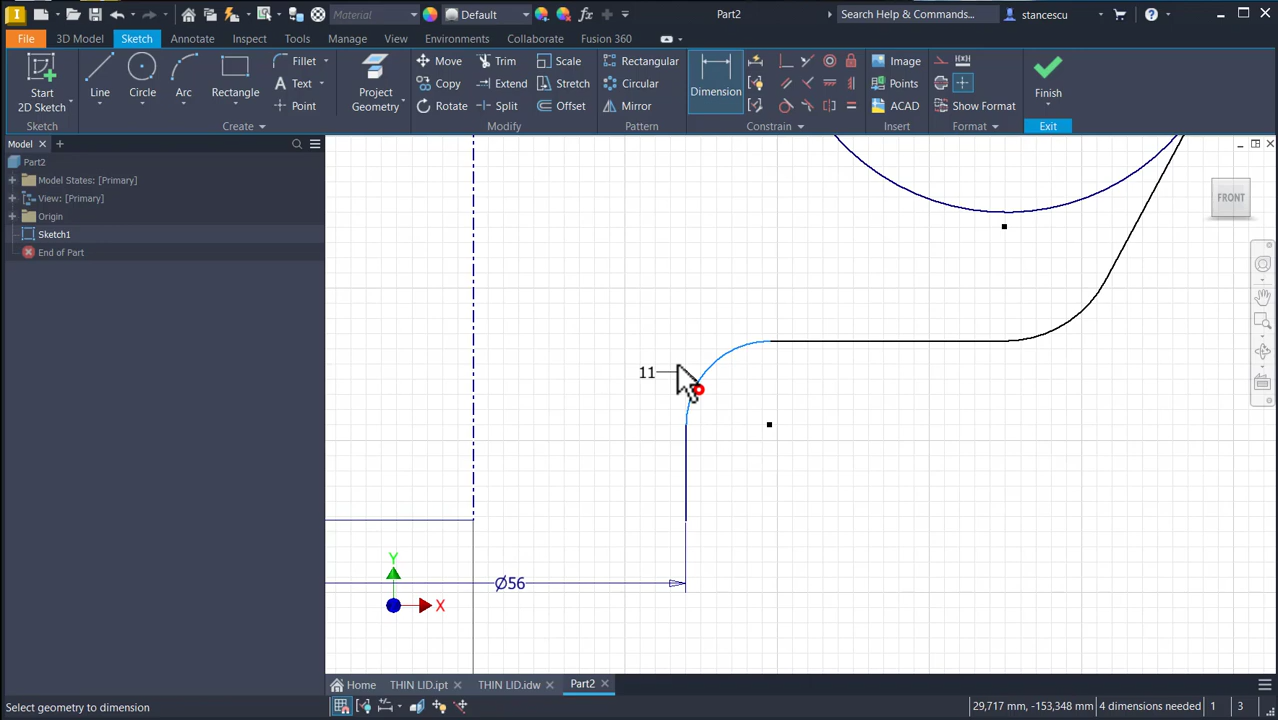 Material
Default
fx
Part2
Search Help & Commands...
stancescu
File
3D Model
Sketch
Annotate
Inspect
Tools
Manage
View
Environments
Collaborate
Fusion 360
Start
2D Sketch
Line
Circle
Arc
Rectangle
Fillet
Text
Point
Project
Geometry
Move
Copy
Rotate
Trim
Extend
Split
Scale
Stretch
Offset
Rectangular
Circular
Mirror
Dimension
Image
Points
ACAD
Show Format
Finish
Sketch
Create
Modify
Pattern
Constrain
Insert
Format
Exit
Model
Part2
Model States: [Primary]
View: [Primary]
Origin
Sketch1
End of Part
FRONT
11
Ø56
Y
X
Home
THIN LID.ipt
THIN LID.idw
Part2
Select geometry to dimension
29,717 mm, -153,348 mm
4 dimensions needed
1
3